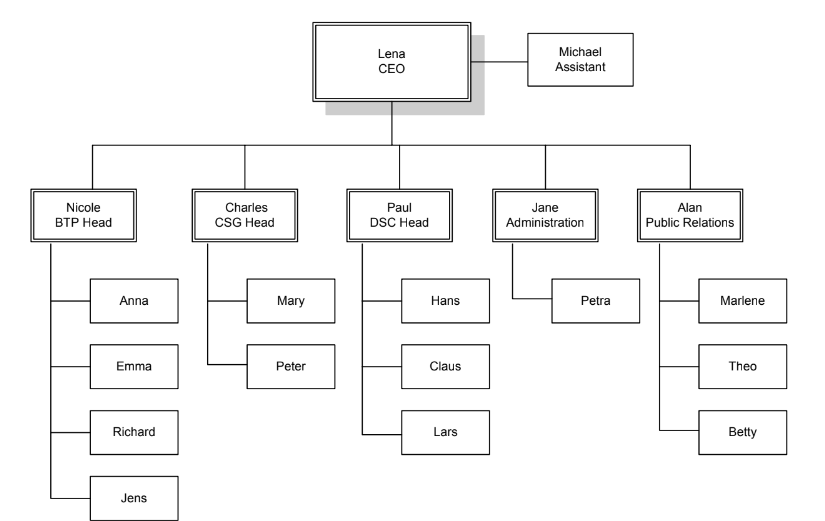 Lena
CEO
Michael
Assistant
Nicole
BTP Head
Charles
CSG Head
Paul
DSC Head
Jane
Administration
Alan
Public Relations
Anna
Mary
Hans
Petra
Marlene
Emma
Peter
Claus
Theo
Richard
Lars
Betty
Jens